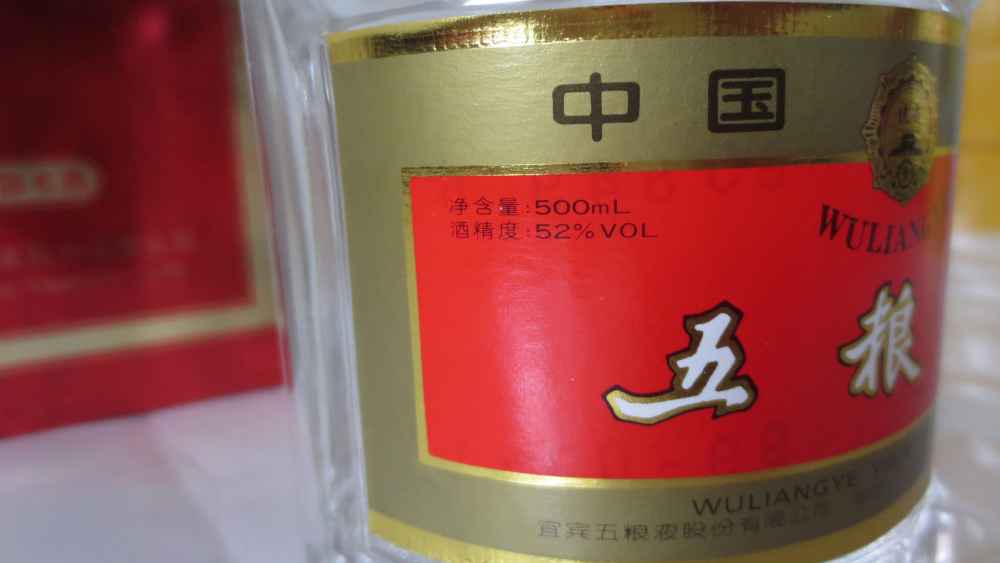 中国
净含量:500mL
酒精度:52%VOL
WULIANG
五粮
WULIANGYE
宜宾五粮液股份有限公司